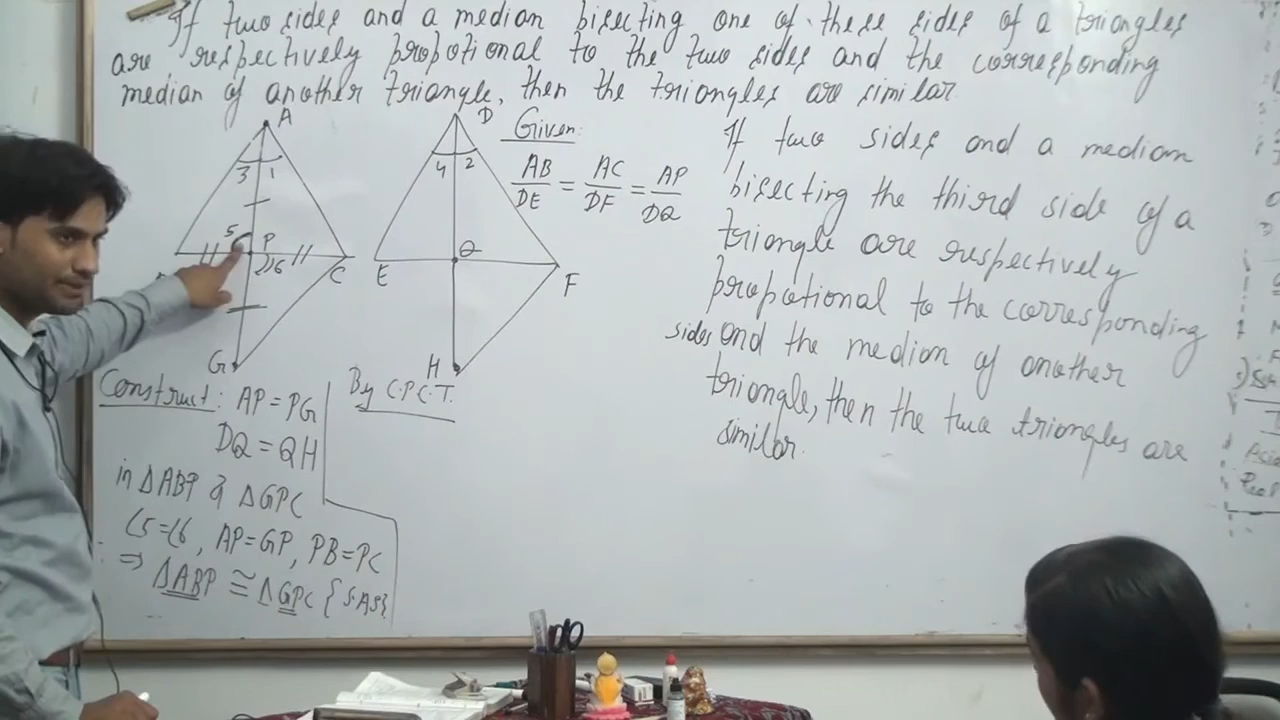 If two sides and a median bisecting one of these sides of a triangles
are respectively propotional to the two sides and the corresponding
median of another triangle, then the triangles are similar
A
D
3 1
4 2
5 P
2 6
C
E
Q
F
G
H
Given:
AB/DE = AC/DF = AP/DQ
If two sides and a median
bisecting the third side of a
triangle are respectively
propotional to the corresponding
sides and the median of another
triangle, then the two triangles are
similar.
Construct: AP = PG
DQ = QH
in ΔABP & ΔGPC
∠5=∠6, AP=GP, PB=PC
⇒ ΔABP ≅ ΔGPC {S.AS}
By C.P.C.T.